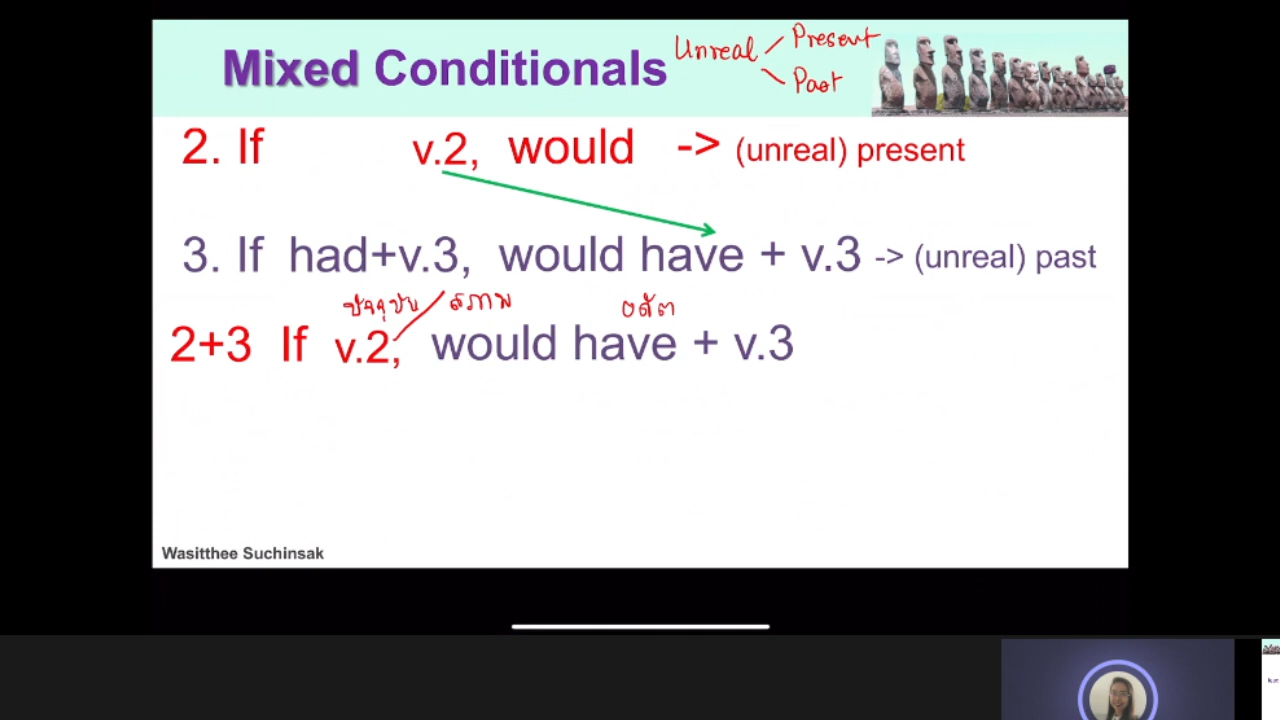 Mixed Conditionals
Unreal
Present
Past
2. If v.2, would -> (unreal) present
3. If had+v.3, would have + v.3 -> (unreal) past
ปัจจุบัน / สภาพ
อดีต
2+3 If v.2, would have + v.3
Wasitthee Suchinsak